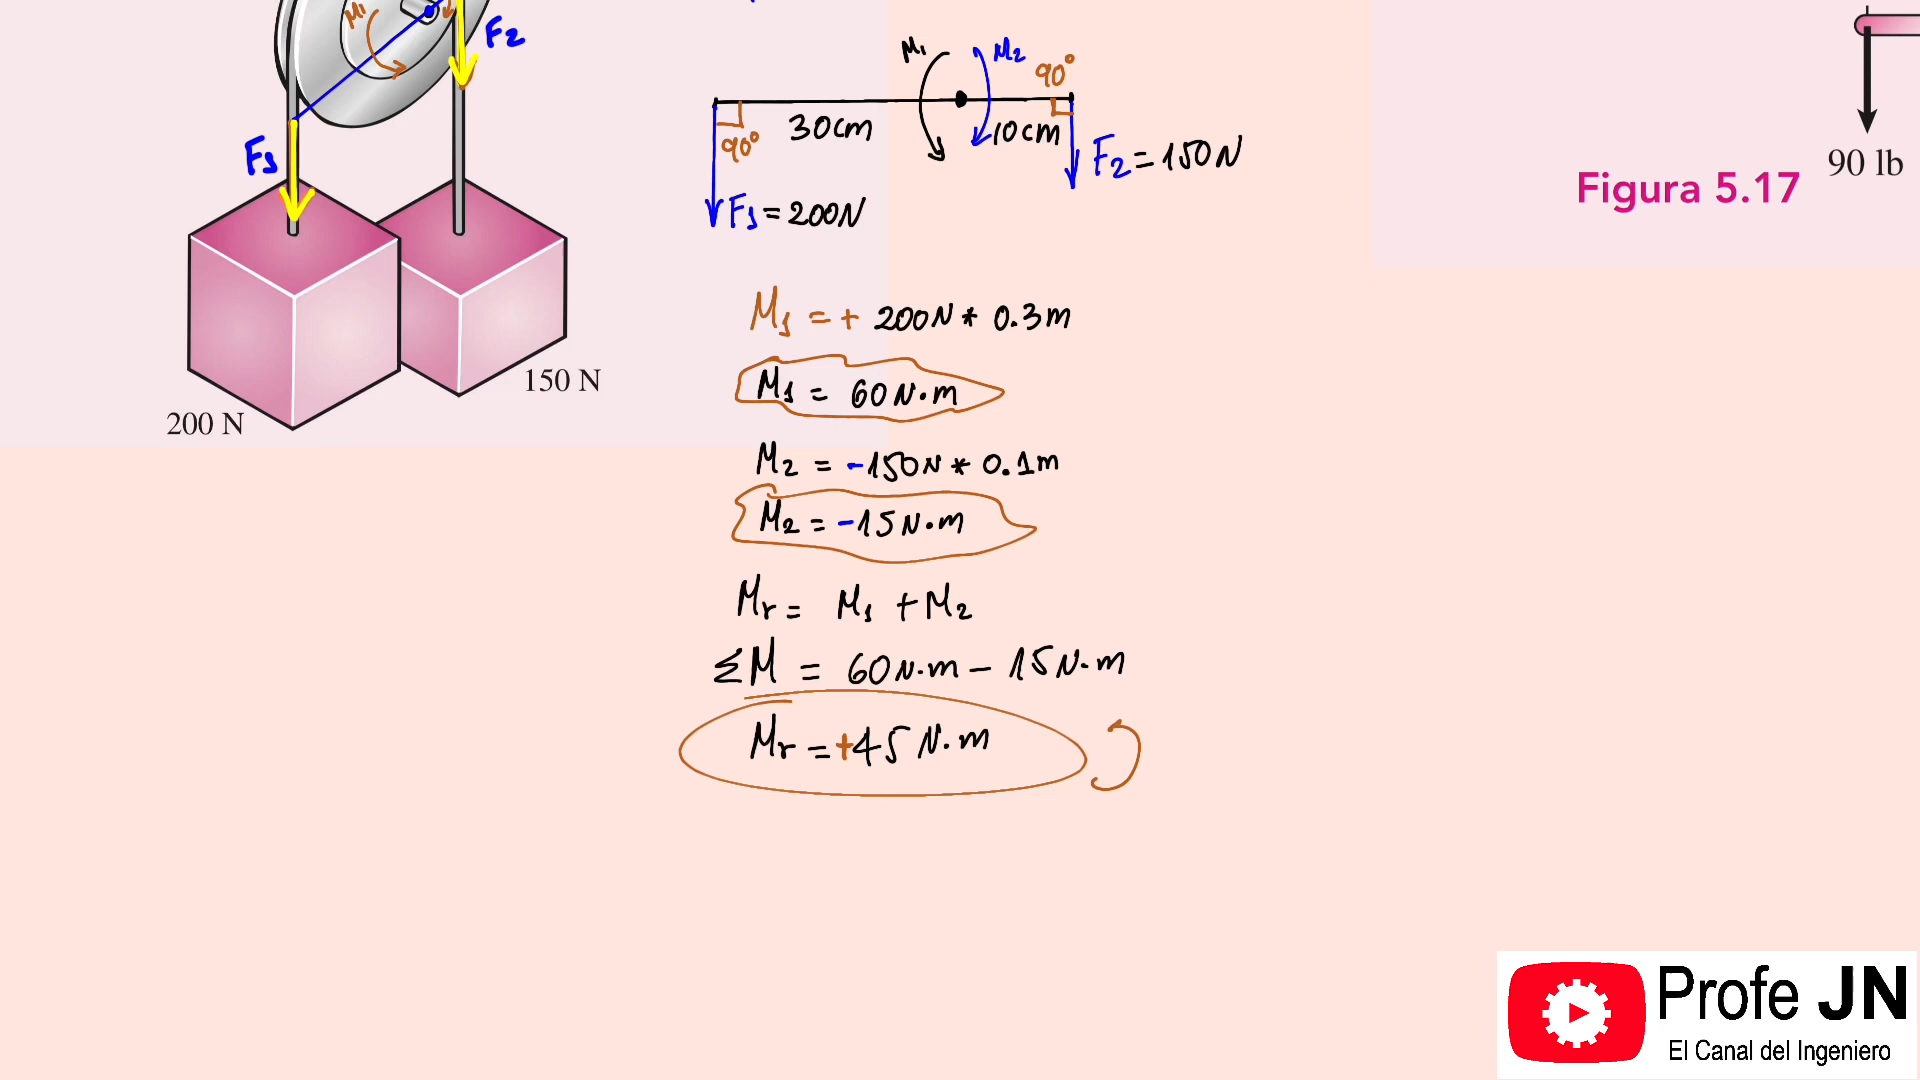 M₁
F2
F1
M₁
M2
90°
30cm
10cm
90°
F2 = 150N
F1 = 200N
90 lb
Figura 5.17
M1 = + 200N * 0.3m
M1 = 60N·m
150 N
200 N
M2 = -150N * 0.1m
M2 = -15N·m
Mr = M1 + M2
ΣM = 60N·m - 15N·m
Mr = +45N·m
Profe JN
El Canal del Ingeniero